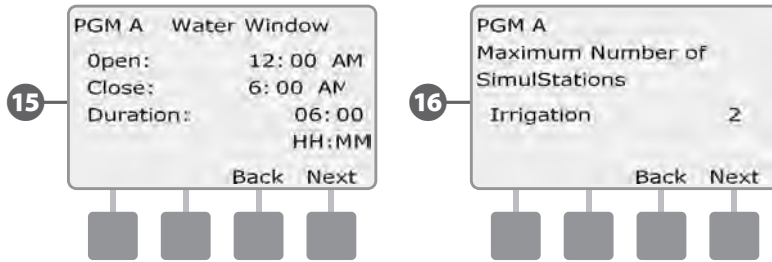 PGM A Water Window
Open: 12:00 AM
Close: 6:00 AM
Duration: 06:00
HH:MM
Back Next
15
PGM A
Maximum Number of
SimulStations
Irrigation 2
Back Next
16